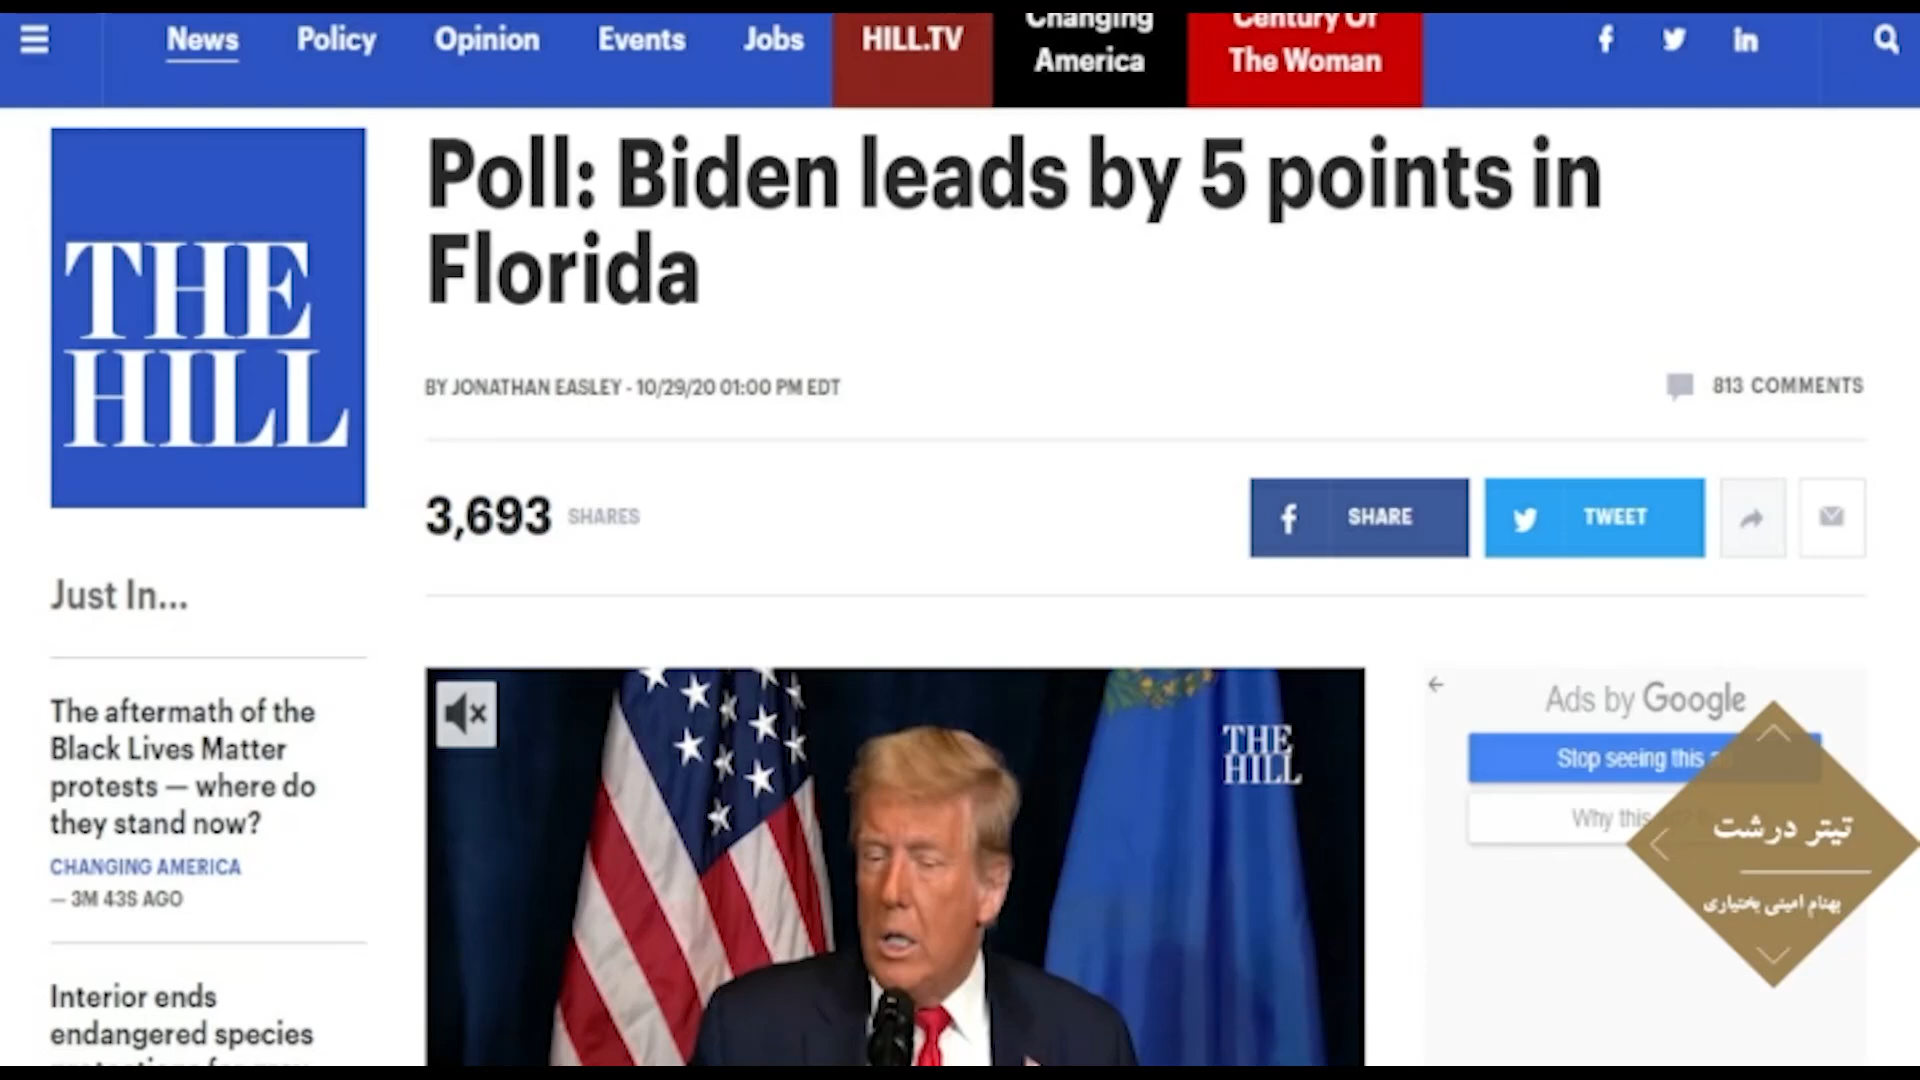 News
Policy
Opinion
Events
Jobs
HILL.TV
Changing
America
Century Of
The Woman
THE
HILL
Poll: Biden leads by 5 points in
Florida
BY JONATHAN EASLEY - 10/29/20 01:00 PM EDT
813 COMMENTS
3,693 SHARES
SHARE
TWEET
Just In...
The aftermath of the
Black Lives Matter
protests — where do
they stand now?
CHANGING AMERICA
— 3M 43S AGO
Interior ends
endangered species
THE
HILL
Ads by Google
Stop seeing this
Why this
تیتر درشت
بهنام امینی بختیاری